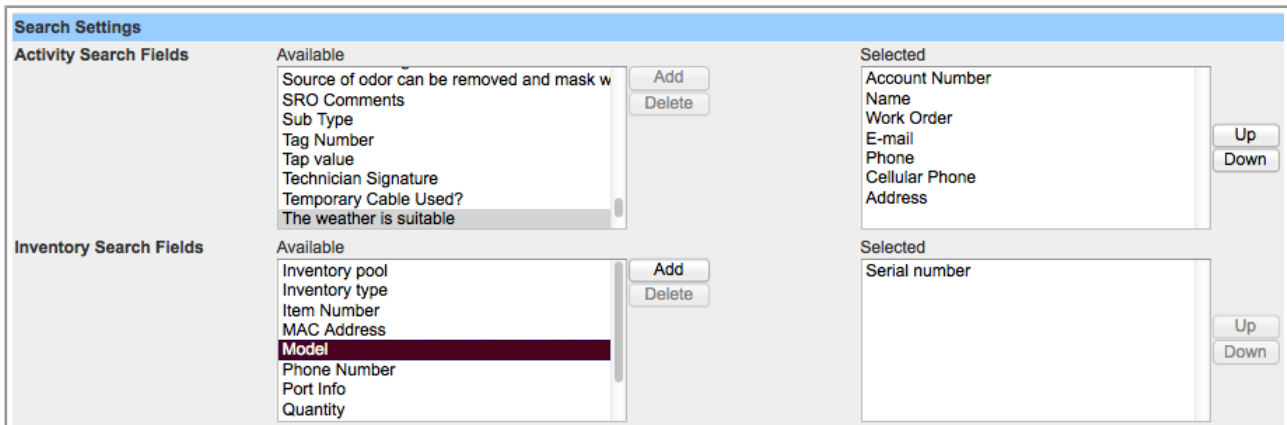 Search Settings
Activity Search Fields
Available
Source of odor can be removed and mask w
SRO Comments
Sub Type
Tag Number
Tap value
Technician Signature
Temporary Cable Used?
The weather is suitable
Add
Delete
Selected
Account Number
Name
Work Order
E-mail
Phone
Cellular Phone
Address
Up
Down
Inventory Search Fields
Available
Inventory pool
Inventory type
Item Number
MAC Address
Model
Phone Number
Port Info
Quantity
Add
Delete
Selected
Serial number
Up
Down